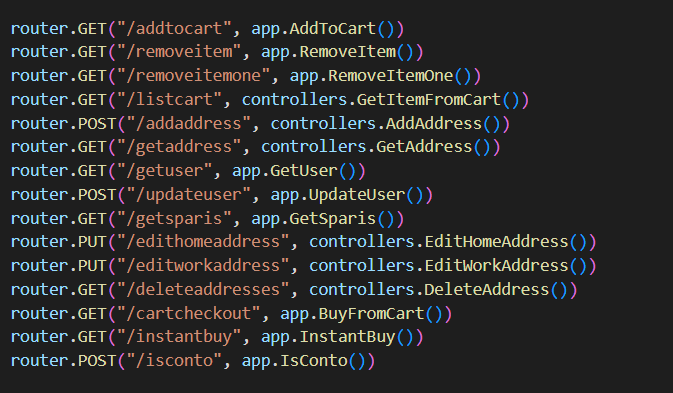 router.GET("/addtocart", app.AddToCart())
router.GET("/removeitem", app.RemoveItem())
router.GET("/removeitemone", app.RemoveItemOne())
router.GET("/listcart", controllers.GetItemFromCart())
router.POST("/addaddress", controllers.AddAddress())
router.GET("/getaddress", controllers.GetAddress())
router.GET("/getuser", app.GetUser())
router.POST("/updateuser", app.UpdateUser())
router.GET("/getsparis", app.GetSparis())
router.PUT("/edithomeaddress", controllers.EditHomeAddress())
router.PUT("/editworkaddress", controllers.EditWorkAddress())
router.GET("/deleteaddresses", controllers.DeleteAddress())
router.GET("/cartcheckout", app.BuyFromCart())
router.GET("/instantbuy", app.InstantBuy())
router.POST("/isconto", app.IsConto())